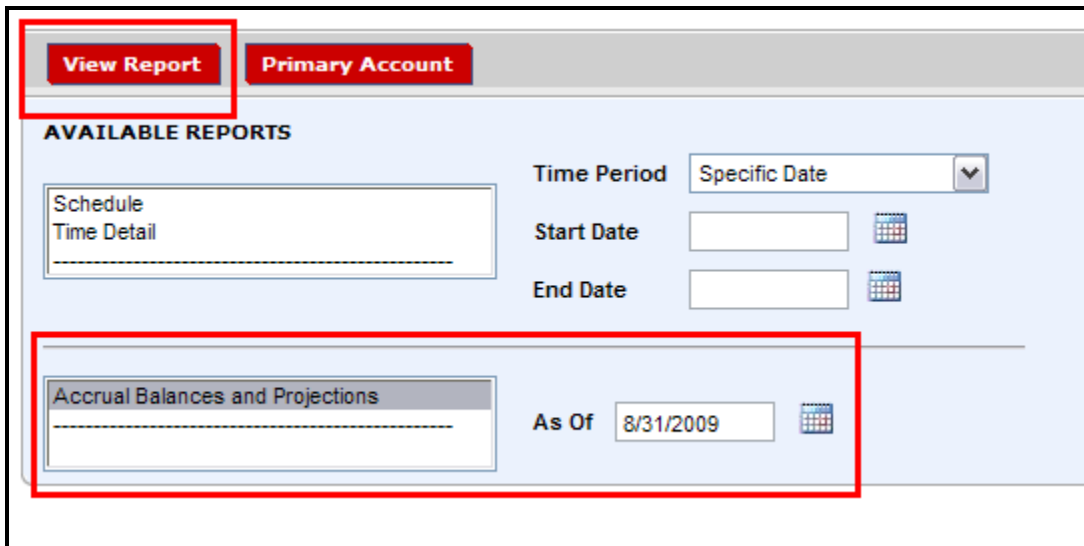 View Report Primary Account
AVAILABLE REPORTS
Time Period Specific Date
Schedule
Time Detail
Start Date
--------------------------------------------------
End Date
Accrual Balances and Projections
--------------------------------------------------
As Of 8/31/2009